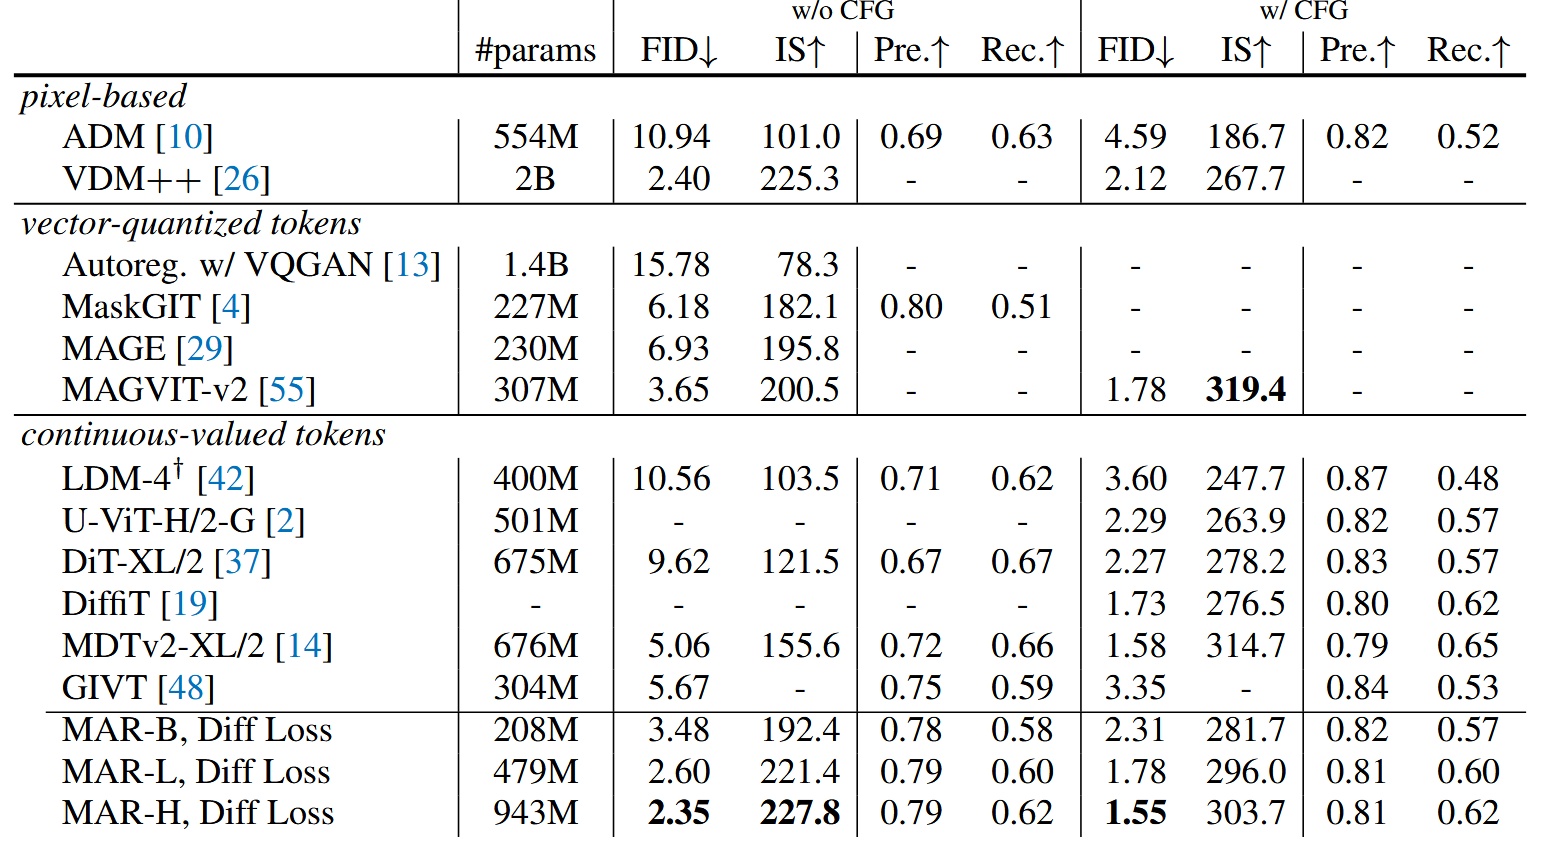 w/o CFG w/ CFG
#params FID↓ IS↑ Pre.↑ Rec.↑ FID↓ IS↑ Pre.↑ Rec.↑
pixel-based
ADM [10] 554M 10.94 101.0 0.69 0.63 4.59 186.7 0.82 0.52
VDM++ [26] 2B 2.40 225.3 - - 2.12 267.7 - -
vector-quantized tokens
Autoreg. w/ VQGAN [13] 1.4B 15.78 78.3 - - - - - -
MaskGIT [4] 227M 6.18 182.1 0.80 0.51 - - - -
MAGE [29] 230M 6.93 195.8 - - - - - -
MAGVIT-v2 [55] 307M 3.65 200.5 - - 1.78 319.4 - -
continuous-valued tokens
LDM-4† [42] 400M 10.56 103.5 0.71 0.62 3.60 247.7 0.87 0.48
U-ViT-H/2-G [2] 501M - - - - 2.29 263.9 0.82 0.57
DiT-XL/2 [37] 675M 9.62 121.5 0.67 0.67 2.27 278.2 0.83 0.57
DiffiT [19] - - - - - 1.73 276.5 0.80 0.62
MDTv2-XL/2 [14] 676M 5.06 155.6 0.72 0.66 1.58 314.7 0.79 0.65
GIVT [48] 304M 5.67 - 0.75 0.59 3.35 - 0.84 0.53
MAR-B, Diff Loss 208M 3.48 192.4 0.78 0.58 2.31 281.7 0.82 0.57
MAR-L, Diff Loss 479M 2.60 221.4 0.79 0.60 1.78 296.0 0.81 0.60
MAR-H, Diff Loss 943M 2.35 227.8 0.79 0.62 1.55 303.7 0.81 0.62